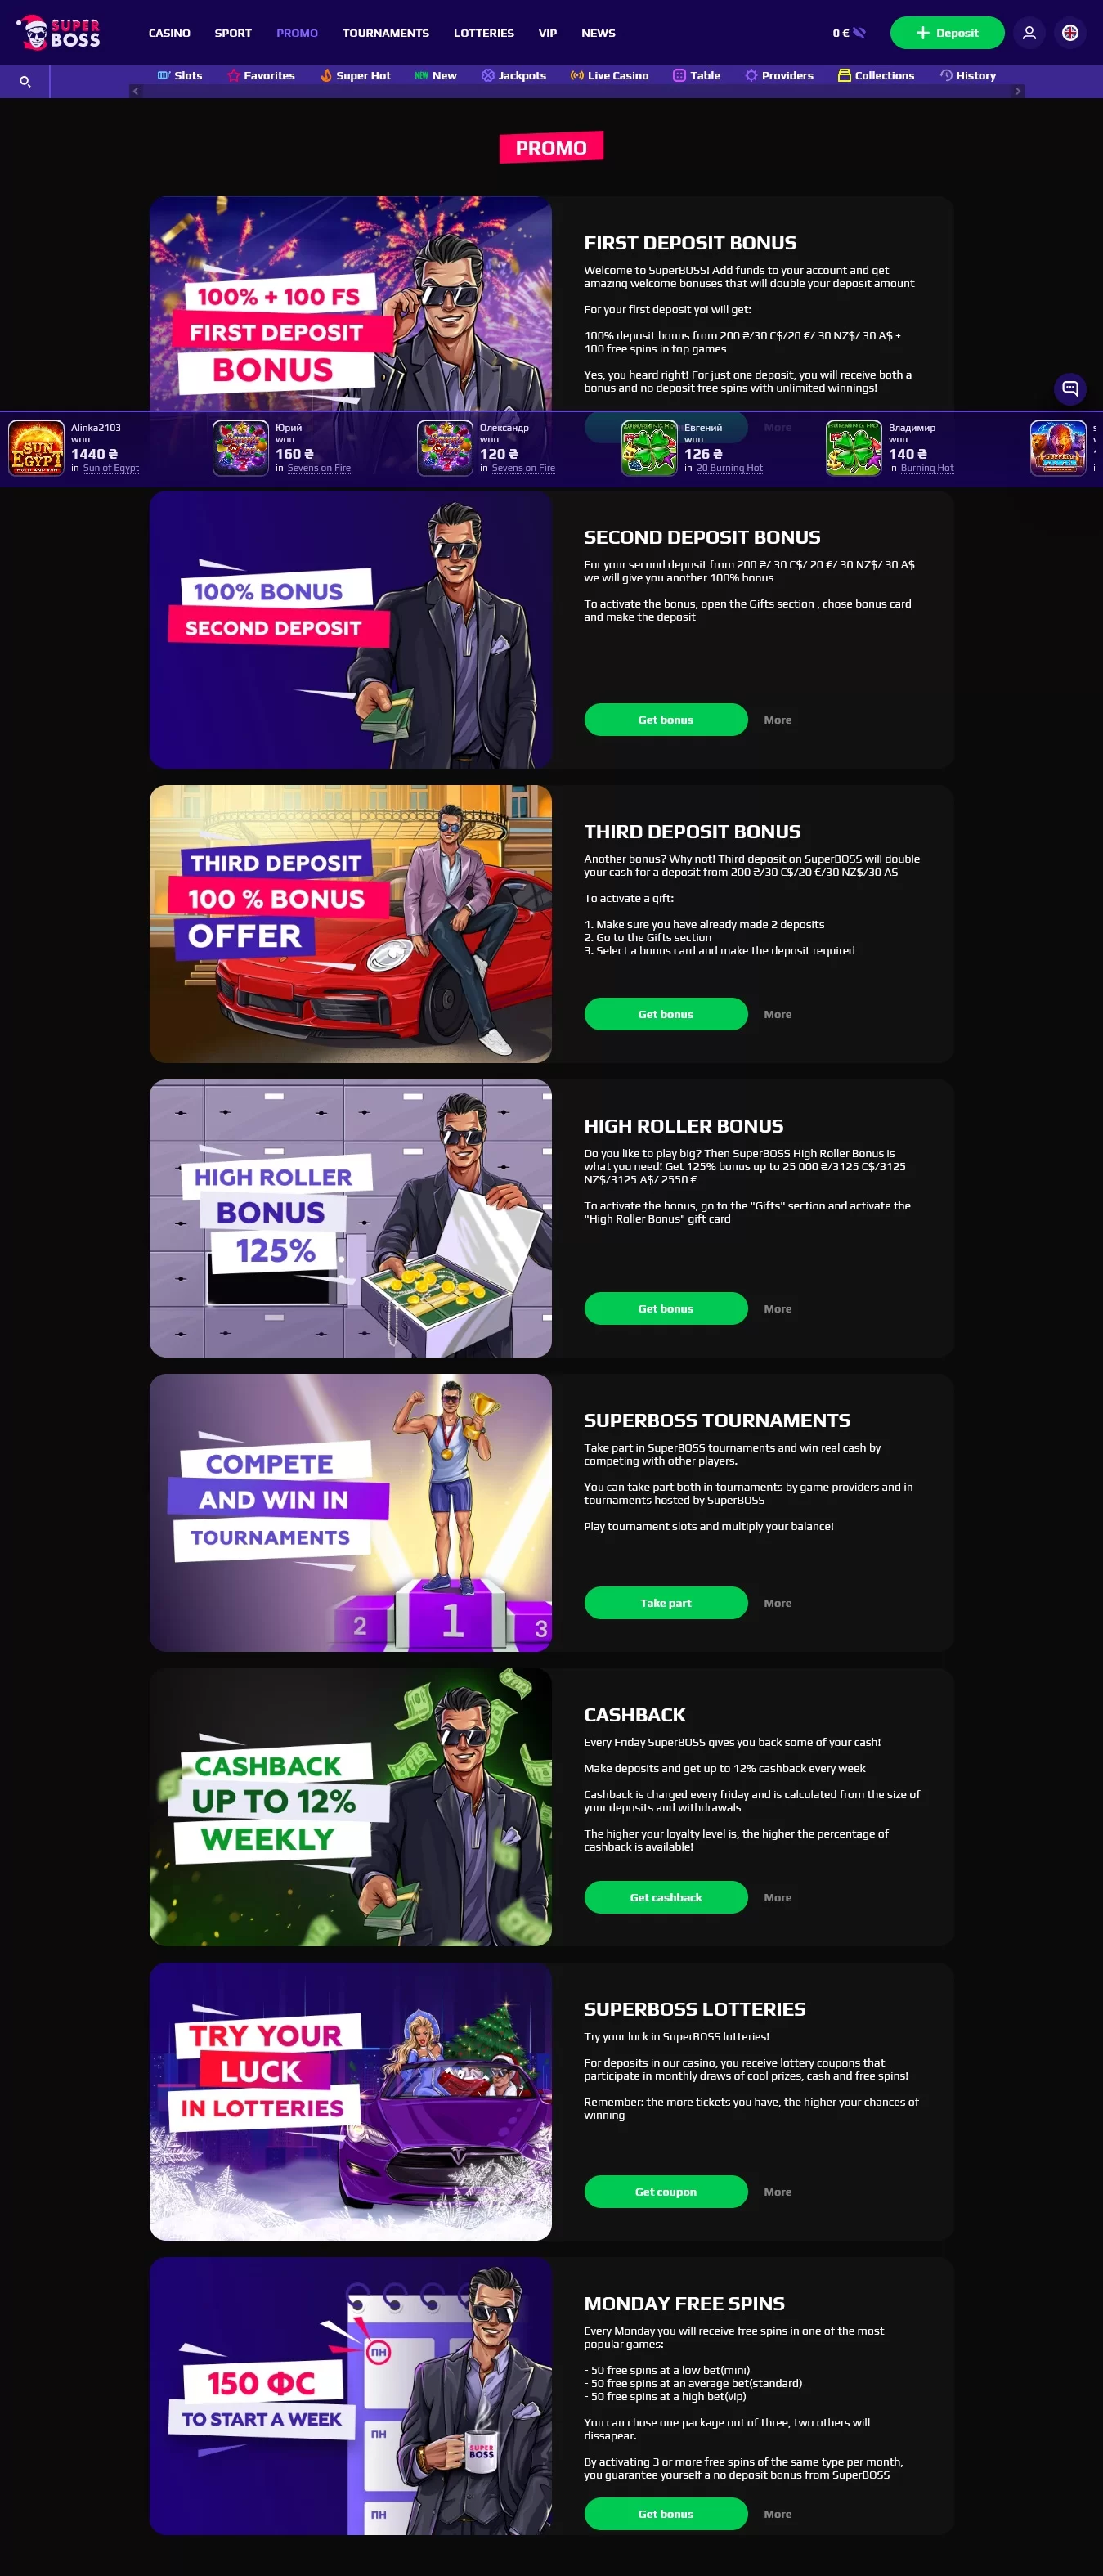 SUPER
BOSS
CASINO SPORT PROMO TOURNAMENTS LOTTERIES VIP NEWS
0 € Deposit
Slots Favorites Super Hot NEW New Jackpots Live Casino Table Providers Collections History
PROMO
100% + 100 FS
FIRST DEPOSIT
BONUS
FIRST DEPOSIT BONUS
Welcome to SuperBOSS! Add funds to your account and get
amazing welcome bonuses that will double your deposit amount
For your first deposit yoi will get:
100% deposit bonus from 200 ₴/30 C$/20 €/ 30 NZ$/ 30 A$ +
100 free spins in top games
Yes, you heard right! For just one deposit, you will receive both a
bonus and no deposit free spins with unlimited winnings!
More
SUN
EGYPT
Alinka2103
won
1440 ₴
in Sun of Egypt
Юрий
won
160 ₴
in Sevens on Fire
Олександр
won
120 ₴
in Sevens on Fire
Евгений
won
126 ₴
in 20 Burning Hot
Владимир
won
140 ₴
in Burning Hot
100% BONUS
SECOND DEPOSIT
SECOND DEPOSIT BONUS
For your second deposit from 200 ₴/ 30 C$/ 20 €/ 30 NZ$/ 30 A$
we will give you another 100% bonus
To activate the bonus, open the Gifts section , chose bonus card
and make the deposit
Get bonus More
THIRD DEPOSIT
100 % BONUS
OFFER
THIRD DEPOSIT BONUS
Another bonus? Why not! Third deposit on SuperBOSS will double
your cash for a deposit from 200 ₴/30 C$/20 €/30 NZ$/30 A$
To activate a gift:
1. Make sure you have already made 2 deposits
2. Go to the Gifts section
3. Select a bonus card and make the deposit required
Get bonus More
HIGH ROLLER
BONUS
125%
HIGH ROLLER BONUS
Do you like to play big? Then SuperBOSS High Roller Bonus is
what you need! Get 125% bonus up to 25 000 ₴/3125 C$/3125
NZ$/3125 A$/ 2550 €
To activate the bonus, go to the "Gifts" section and activate the
"High Roller Bonus" gift card
Get bonus More
COMPETE
AND WIN IN
TOURNAMENTS
2 1 3
SUPERBOSS TOURNAMENTS
Take part in SuperBOSS tournaments and win real cash by
competing with other players.
You can take part both in tournaments by game providers and in
tournaments hosted by SuperBOSS
Play tournament slots and multiply your balance!
Take part More
CASHBACK
UP TO 12%
WEEKLY
CASHBACK
Every Friday SuperBOSS gives you back some of your cash!
Make deposits and get up to 12% cashback every week
Cashback is charged every friday and is calculated from the size of
your deposits and withdrawals
The higher your loyalty level is, the higher the percentage of
cashback is available!
Get cashback More
TRY YOUR
LUCK
IN LOTTERIES
SUPERBOSS LOTTERIES
Try your luck in SuperBOSS lotteries!
For deposits in our casino, you receive lottery coupons that
participate in monthly draws of cool prizes, cash and free spins!
Remember: the more tickets you have, the higher your chances of
winning
Get coupon More
ПН
150 ФС
TO START A WEEK
ПН
SUPER
BOSS
ПН
MONDAY FREE SPINS
Every Monday you will receive free spins in one of the most
popular games:
- 50 free spins at a low bet(mini)
- 50 free spins at an average bet(standard)
- 50 free spins at a high bet(vip)
You can chose one package out of three, two others will
dissapear.
By activating 3 or more free spins of the same type per month,
you guarantee yourself a no deposit bonus from SuperBOSS
Get bonus More